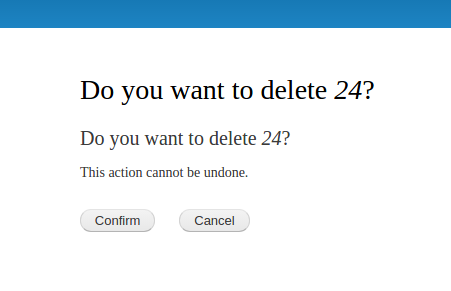 Do you want to delete 24?
Do you want to delete 24?
This action cannot be undone.
Confirm Cancel